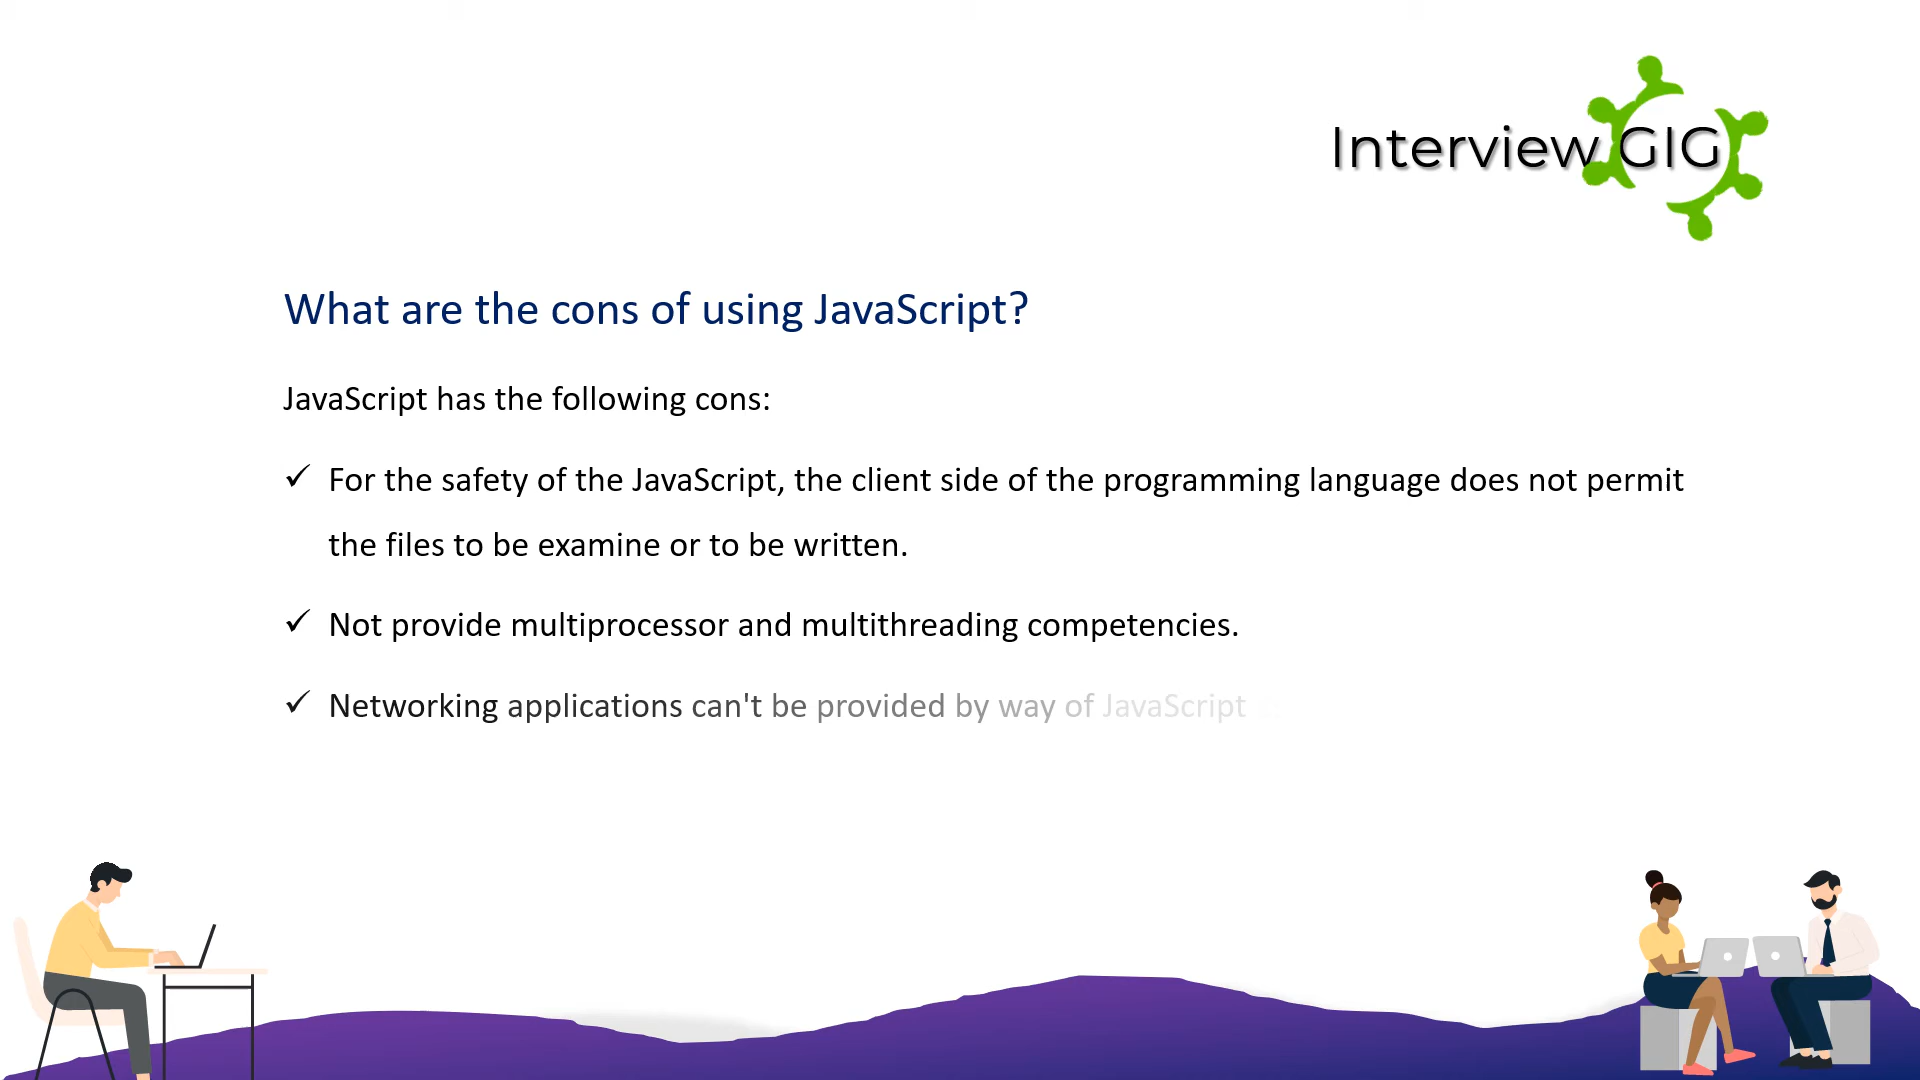 Interview GIG
What are the cons of using JavaScript?
JavaScript has the following cons:
✓ For the safety of the JavaScript, the client side of the programming language does not permit
the files to be examine or to be written.
✓ Not provide multiprocessor and multithreading competencies.
✓ Networking applications can't be provided by way of JavaScript